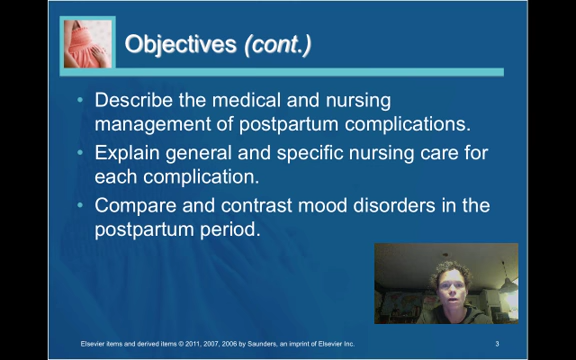 Objectives (cont.)
• Describe the medical and nursing
management of postpartum complications.
• Explain general and specific nursing care for
each complication.
• Compare and contrast mood disorders in the
postpartum period.
Elsevier items and derived items © 2011, 2007, 2006 by Saunders, an imprint of Elsevier Inc.
3